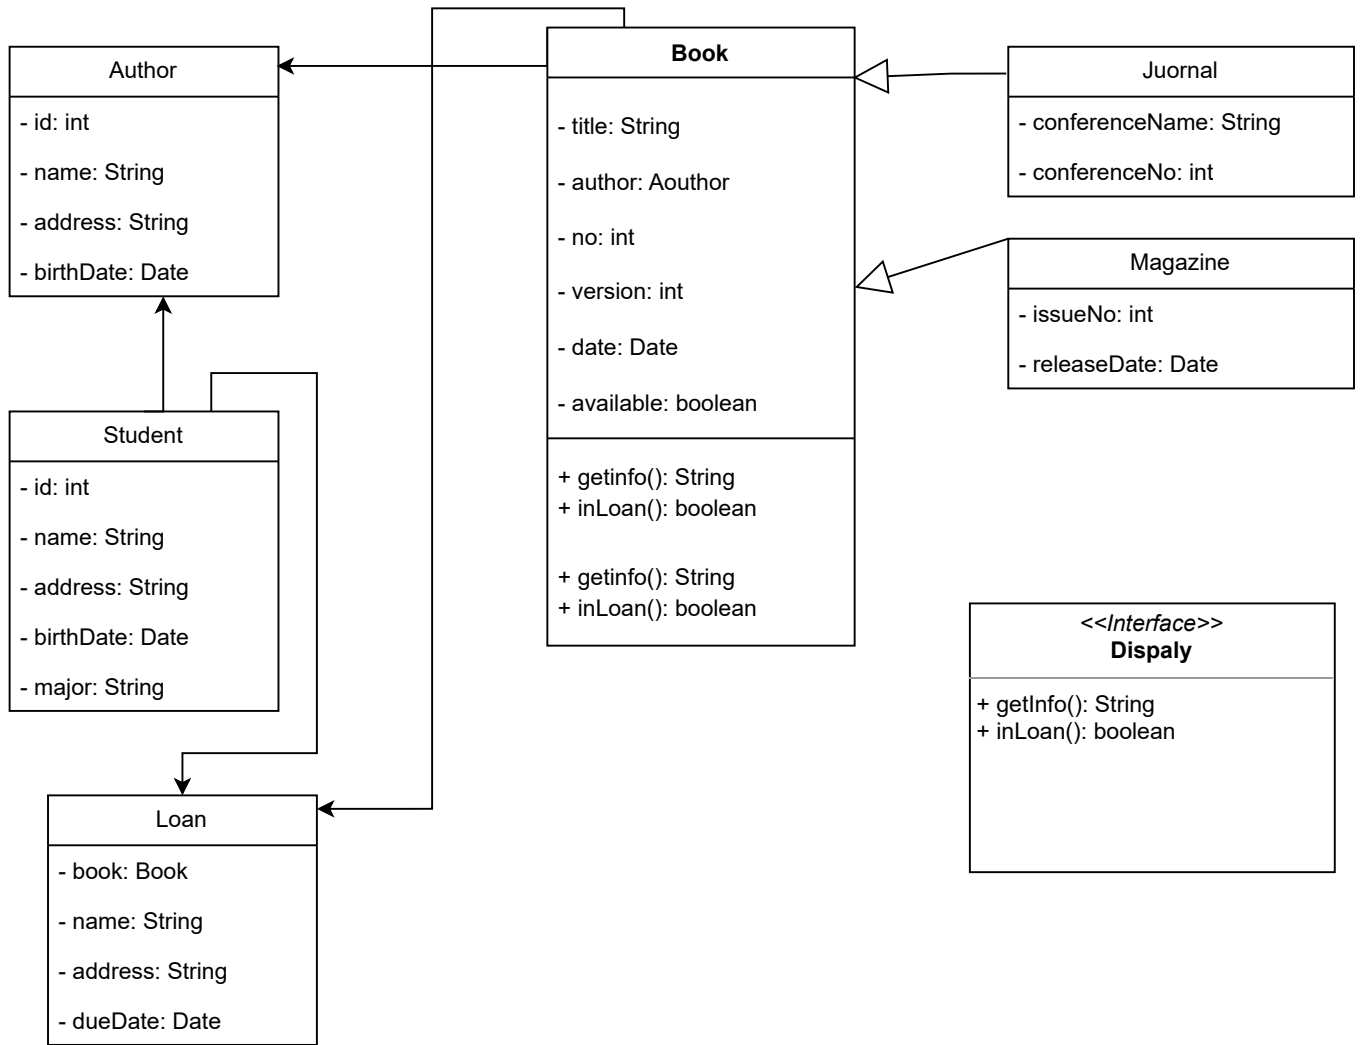 Author
- id: int
- name: String
- address: String
- birthDate: Date
Student
- id: int
- name: String
- address: String
- birthDate: Date
- major: String
Loan
- book: Book
- name: String
- address: String
- dueDate: Date
Book
- title: String
- author: Aouthor
- no: int
- version: int
- date: Date
- available: boolean
+ getinfo(): String
+ inLoan(): boolean
+ getinfo(): String
+ inLoan(): boolean
Juornal
- conferenceName: String
- conferenceNo: int
Magazine
- issueNo: int
- releaseDate: Date
<<Interface>>
Dispaly
+ getInfo(): String
+ inLoan(): boolean